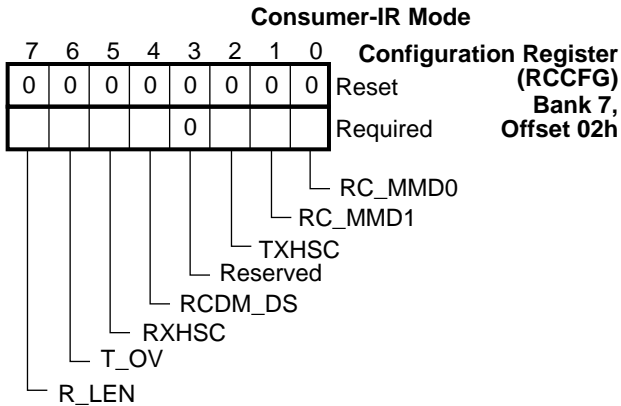 Consumer-IR Mode
7 6 5 4 3 2 1 0 Configuration Register
(RCCFG)
0 0 0 0 0 0 0 0 Reset
Bank 7,
0 Required Offset 02h
RC_MMD0
RC_MMD1
TXHSC
Reserved
RCDM_DS
RXHSC
T_OV
R_LEN